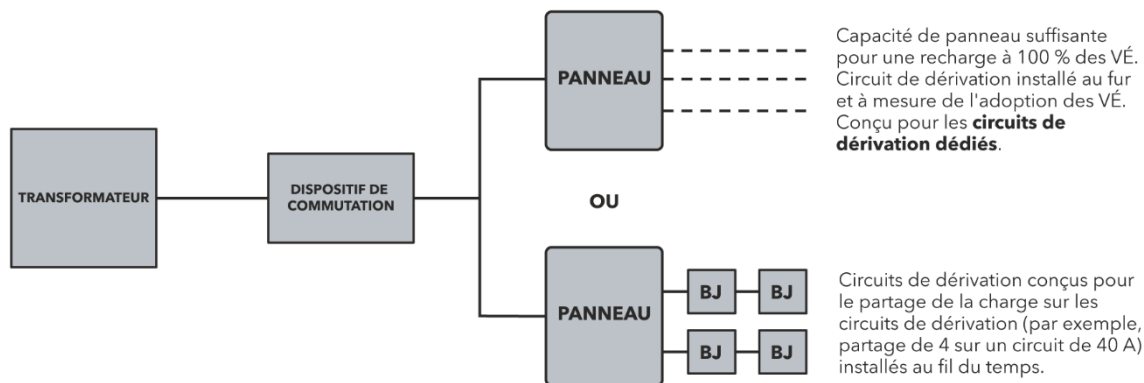 TRANSFORMATEUR
DISPOSITIF DE
COMMUTATION
PANNEAU
Capacité de panneau suffisante
pour une recharge à 100 % des VÉ.
Circuit de dérivation installé au fur
et à mesure de l'adoption des VÉ.
Conçu pour les circuits de
dérivation dédiés.
OU
PANNEAU
BJ
BJ
BJ
BJ
Circuits de dérivation conçus pour
le partage de la charge sur les
circuits de dérivation (par exemple,
partage de 4 sur un circuit de 40 A)
installés au fil du temps.